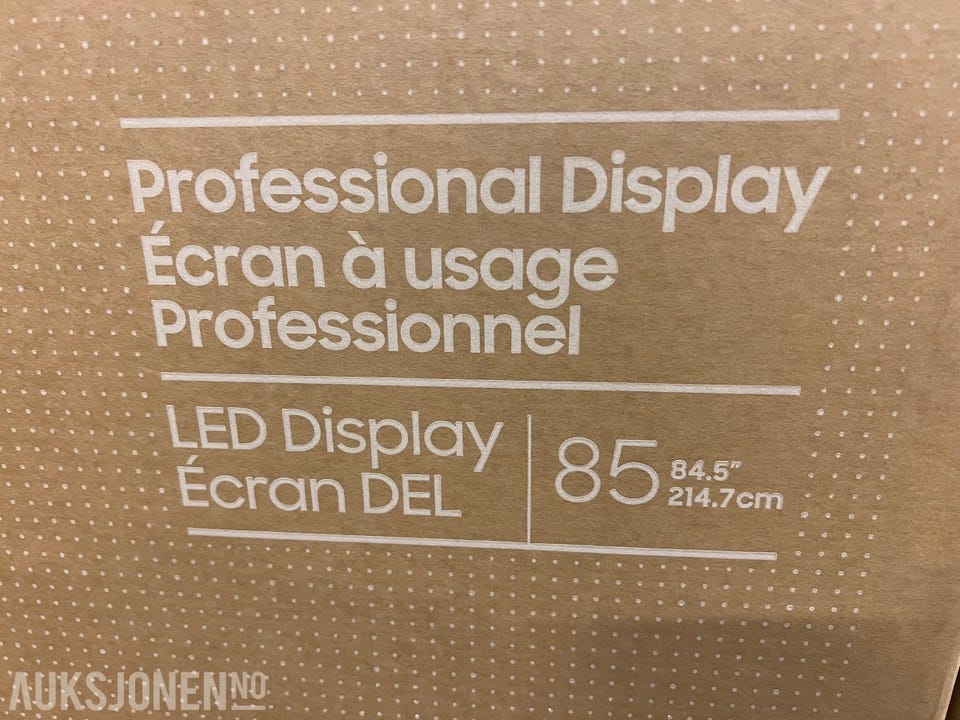 Professional Display
Écran à usage
Professionnel
LED Display
Écran DEL
85
84.5"
214.7cm
AUKSJONEN.NO